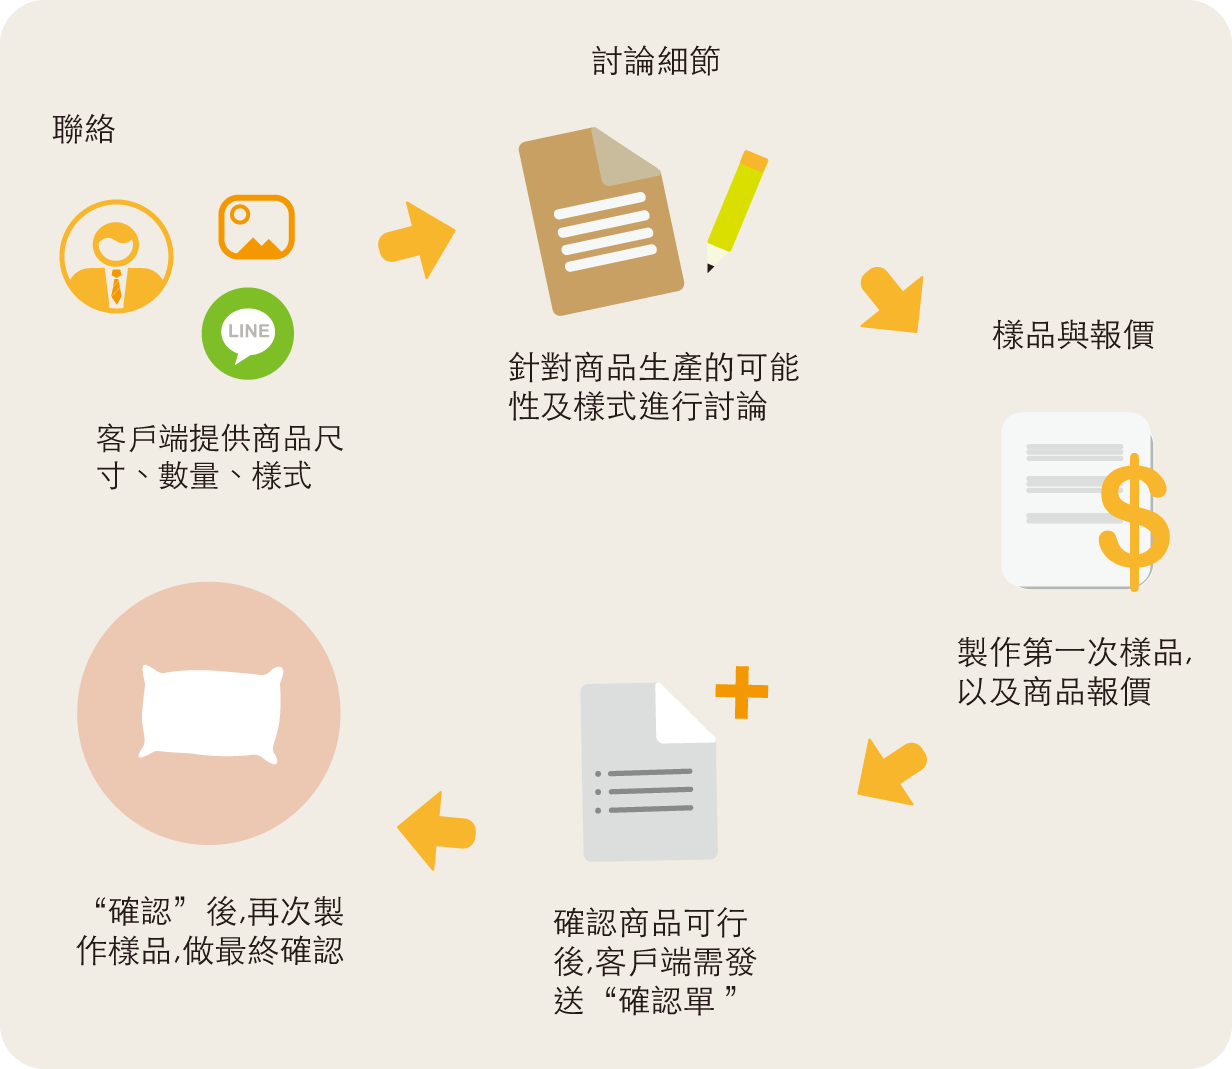 聯絡
LINE
客戶端提供商品尺
寸、數量、樣式
討論細節
針對商品生產的可能
性及樣式進行討論
樣品與報價
$
製作第一次樣品,
以及商品報價
確認商品可行
後,客戶端需發
送“確認單”
“確認”後,再次製
作樣品,做最終確認